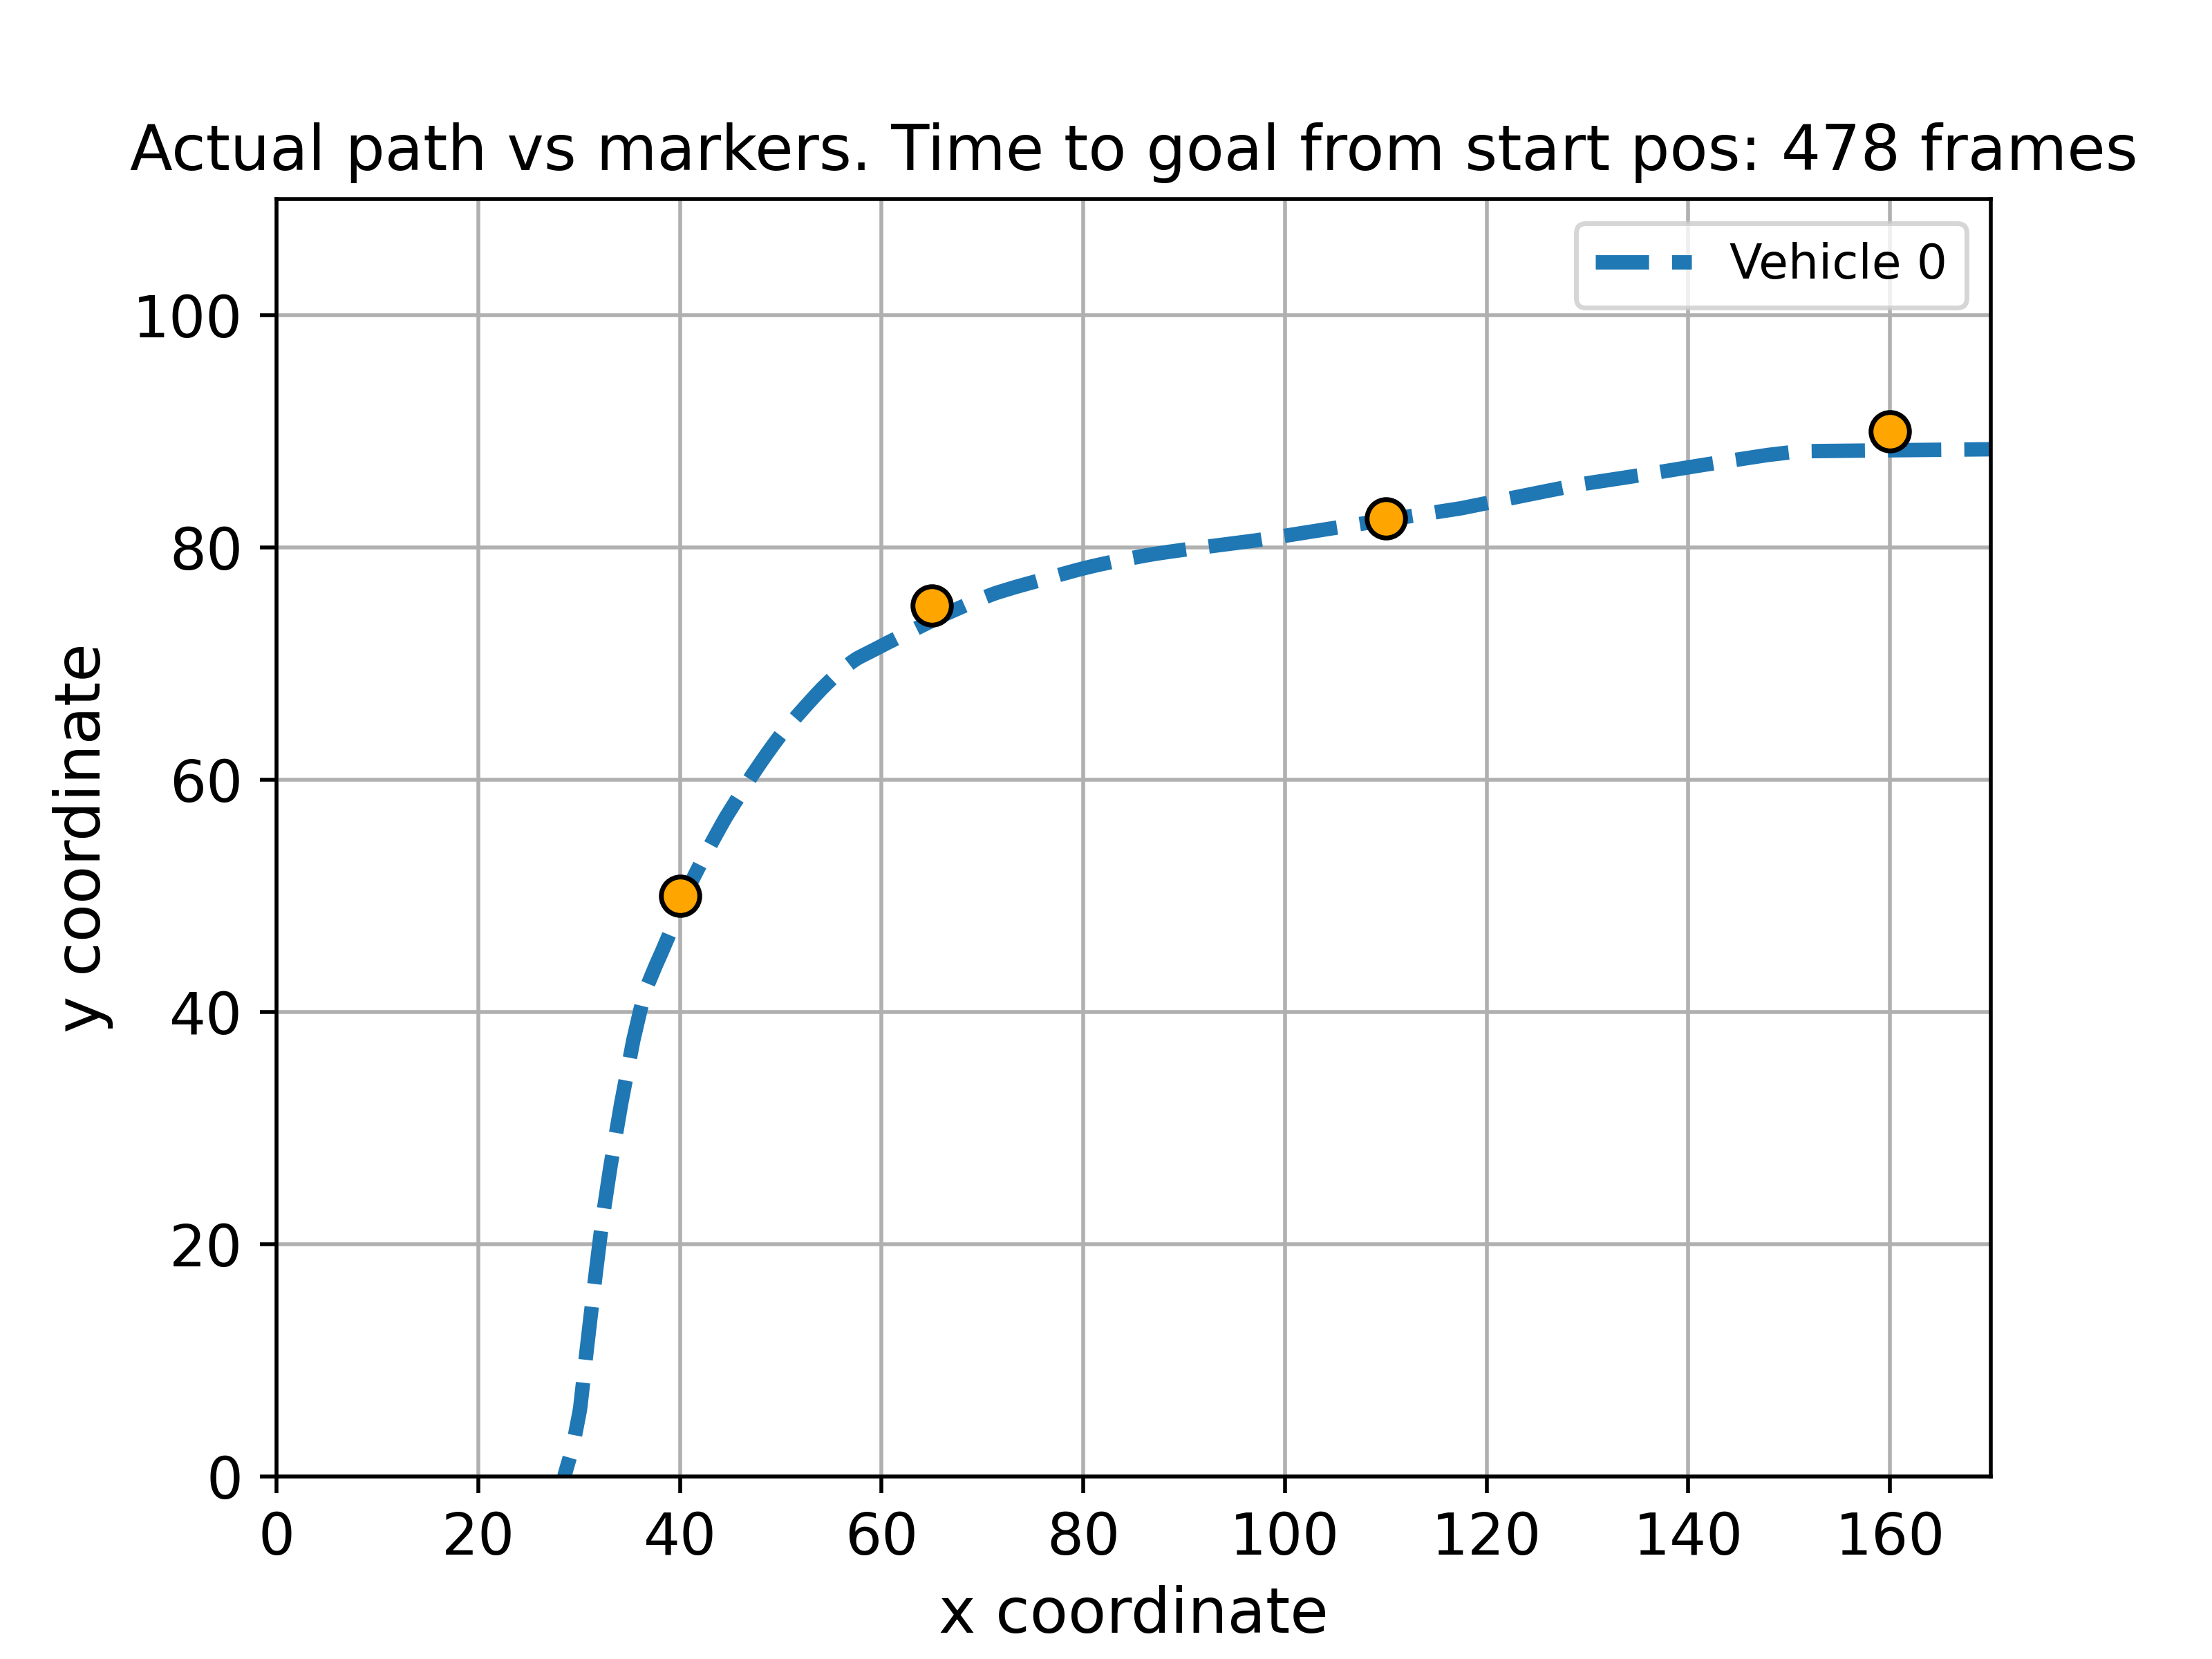 Actual path vs markers. Time to goal from start pos: 478 frames
Vehicle 0
y coordinate
100
80
60
40
20
0
0 20 40 60 80 100 120 140 160
x coordinate